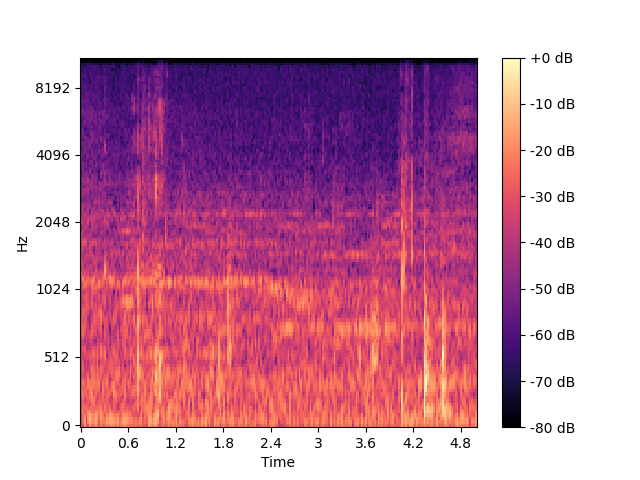 8192
4096
2048
1024
512
0
Hz
0 0.6 1.2 1.8 2.4 3 3.6 4.2 4.8
Time
+0 dB
-10 dB
-20 dB
-30 dB
-40 dB
-50 dB
-60 dB
-70 dB
-80 dB